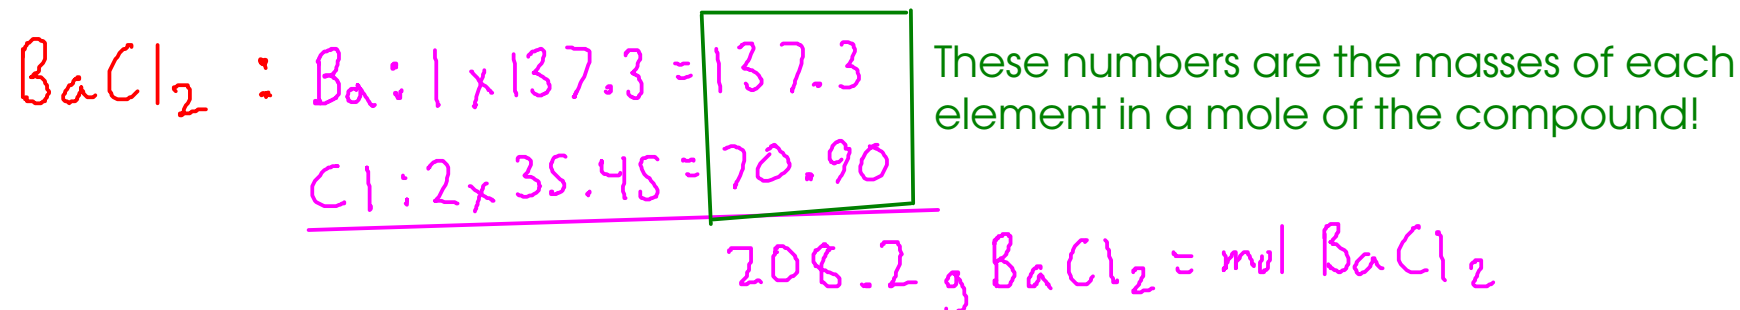 BaCl₂ : Ba: 1 x 137.3 = 137.3
These numbers are the masses of each
element in a mole of the compound!
Cl: 2 x 35.45 = 70.90
208.2 g BaCl₂ = mol BaCl₂